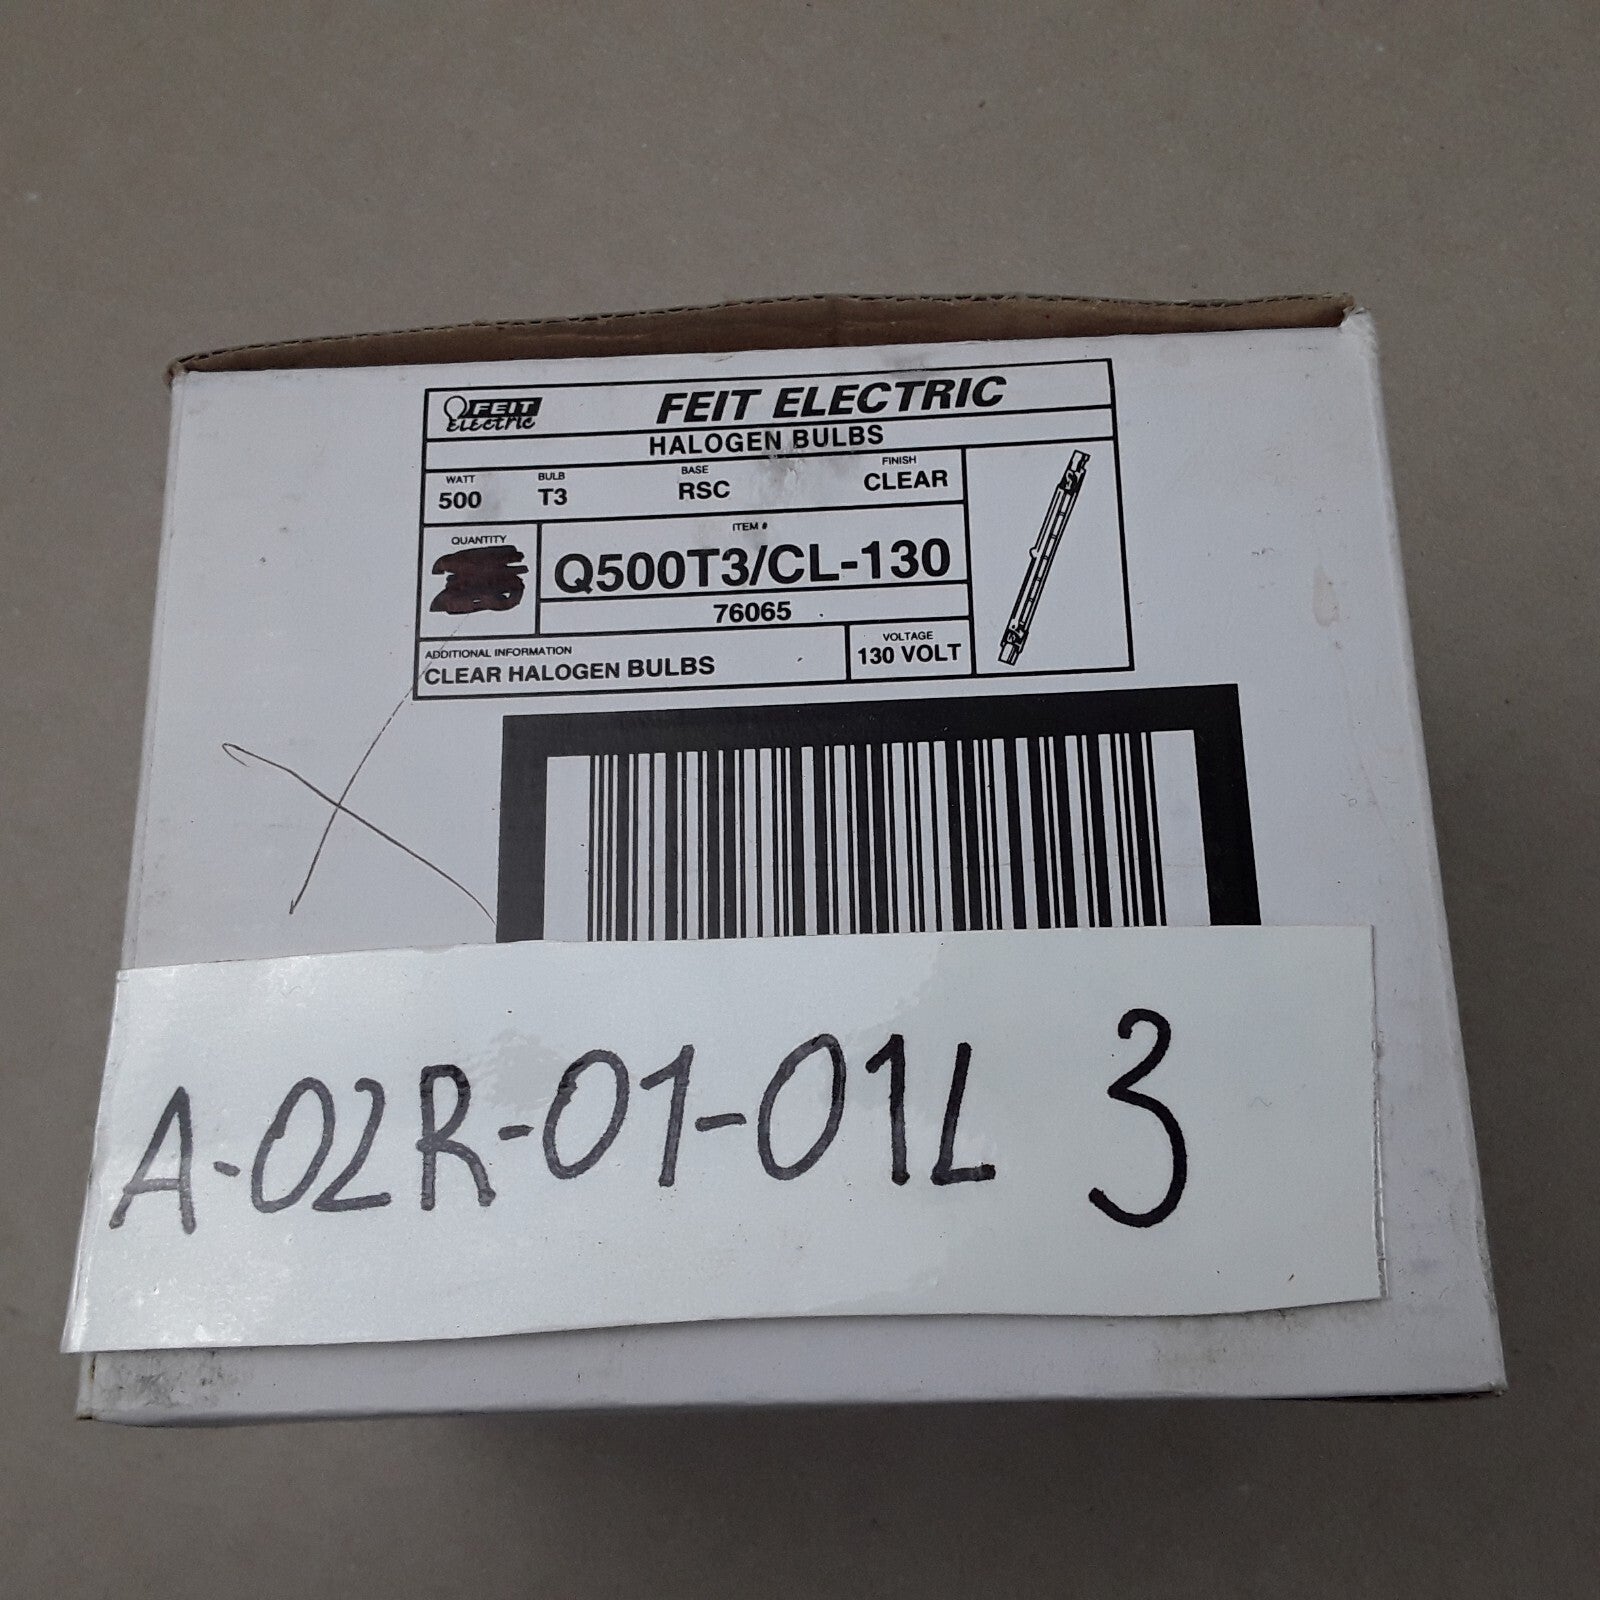 FEIT Electric
FEIT ELECTRIC
HALOGEN BULBS
WATT BULB BASE FINISH
500 T3 RSC CLEAR
QUANTITY
ITEM #
Q500T3/CL-130
76065
ADDITIONAL INFORMATION
CLEAR HALOGEN BULBS
VOLTAGE
130 VOLT
A-02R-01-01L 3